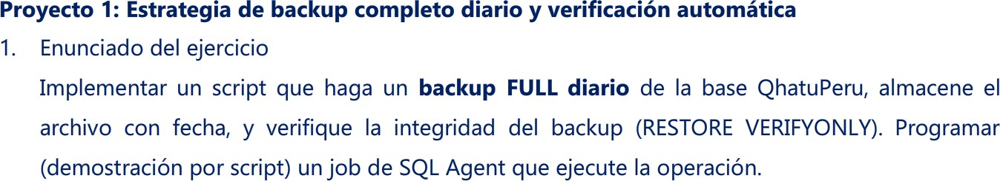 Proyecto 1: Estrategia de backup completo diario y verificación automática
1. Enunciado del ejercicio
Implementar un script que haga un backup FULL diario de la base QhatuPeru, almacene el
archivo con fecha, y verifique la integridad del backup (RESTORE VERIFYONLY). Programar
(demostración por script) un job de SQL Agent que ejecute la operación.